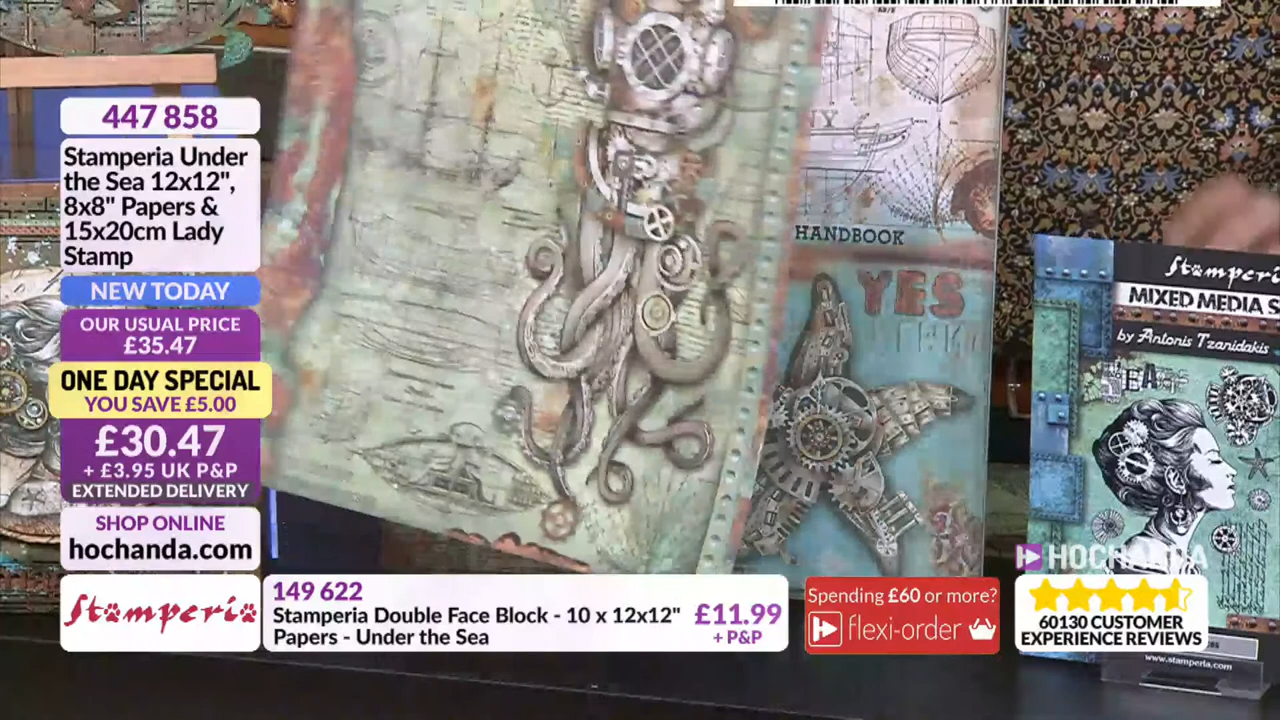 447 858
Stamperia Under
the Sea 12x12",
8x8" Papers &
15x20cm Lady
Stamp
NEW TODAY
OUR USUAL PRICE
£35.47
ONE DAY SPECIAL
YOU SAVE £5.00
£30.47
+ £3.95 UK P&P
EXTENDED DELIVERY
SHOP ONLINE
hochanda.com
Stamperia
149 622
Stamperia Double Face Block - 10 x 12x12"
Papers - Under the Sea
£11.99
+ P&P
Spending £60 or more?
flexi-order
HOCHANDA
60130 CUSTOMER
EXPERIENCE REVIEWS
HANDBOOK
YES
Stamperi
MIXED MEDIA S
by Antonis Tzanidakis
www.stamperia.com